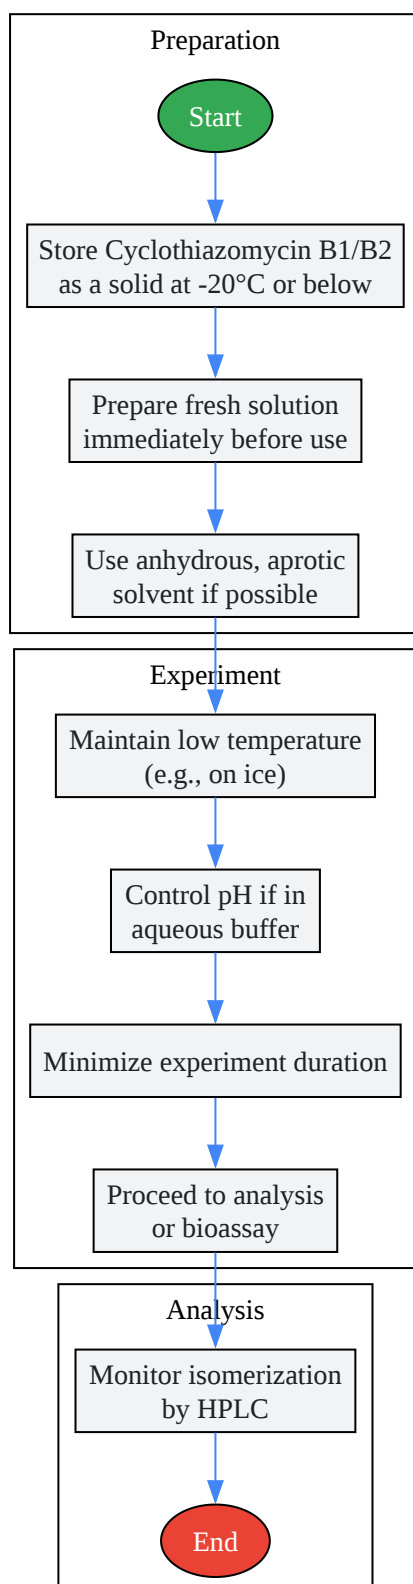 Preparation
Start
Store Cyclothiazomycin B1/B2
as a solid at -20°C or below
Prepare fresh solution
immediately before use
Use anhydrous, aprotic
solvent if possible
Experiment
Maintain low temperature
(e.g., on ice)
Control pH if in
aqueous buffer
Minimize experiment duration
Proceed to analysis
or bioassay
Analysis
Monitor isomerization
by HPLC
End